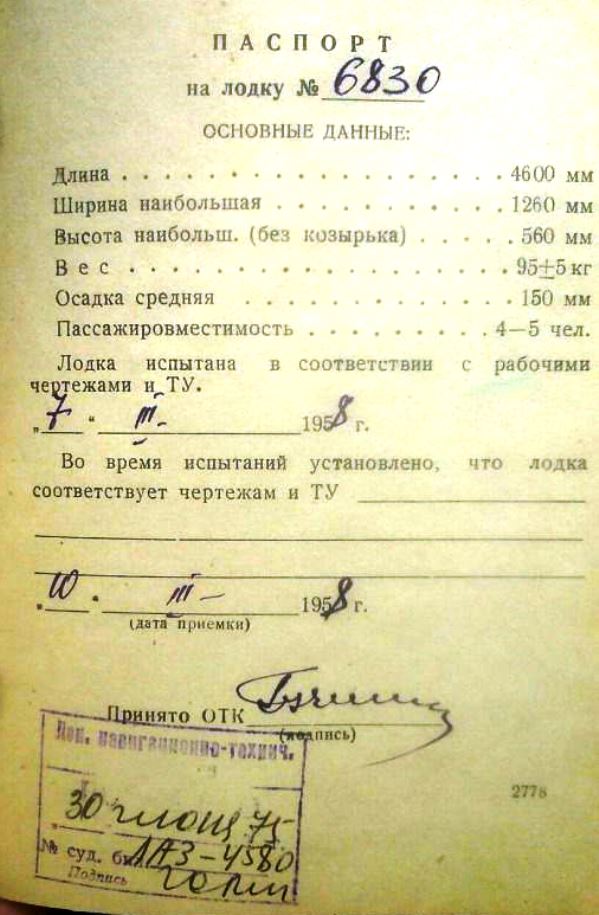 ПАСПОРТ
на лодку № 6830
ОСНОВНЫЕ ДАННЫЕ:
Длина . . . . . . . . . . . . . . . . . . 4600 мм
Ширина наибольшая . . . . . . . . . . . 1260 мм
Высота наибольш. (без козырька) . . . . . 560 мм
Вес . . . . . . . . . . . . . . . . . . 95±5 кг
Осадка средняя . . . . . . . . . . . . . 150 мм
Пассажировместимость . . . . . . . . . 4—5 чел.
Лодка испытана в соответствии с рабочими
чертежами и ТУ.
„7“ III 1958 г.
Во время испытаний установлено, что лодка
соответствует чертежам и ТУ
„10“ III 1958 г.
(дата приемки)
Принято ОТК
(подпись)
навигационно-технич.
2778
30 июня 75
№ суд. би ЛАЗ-4580
Подпись